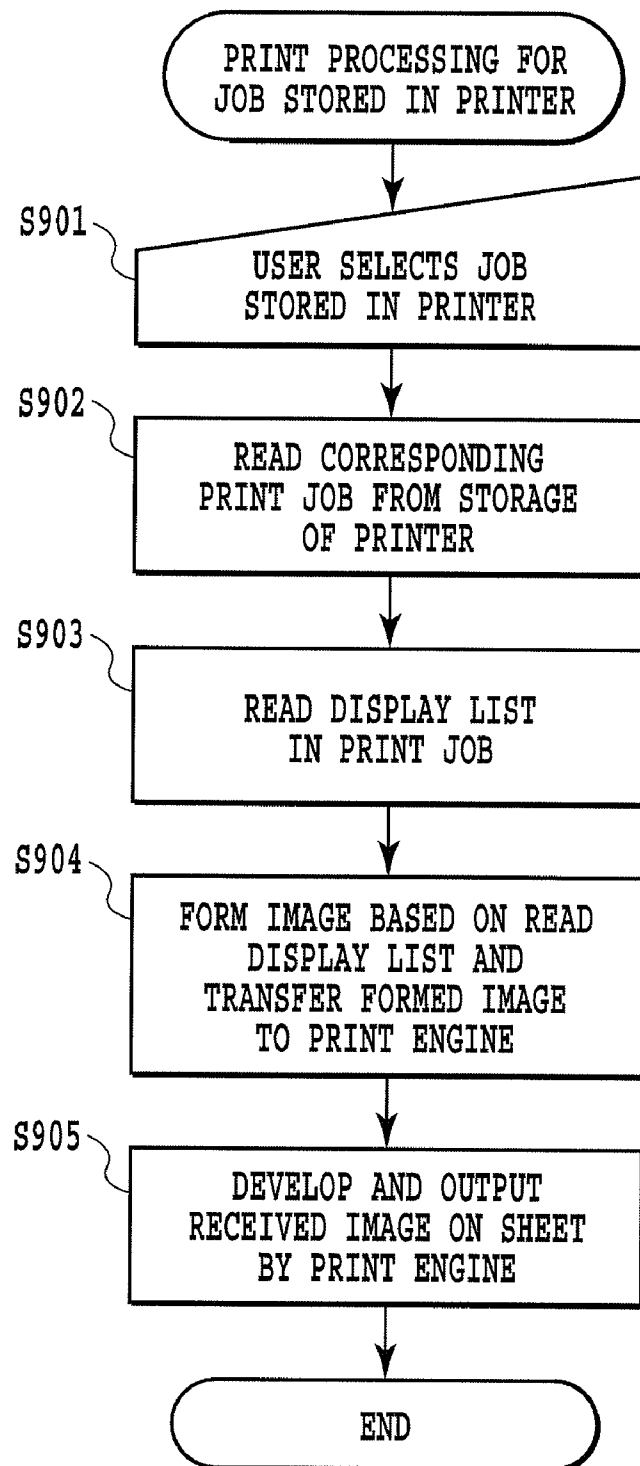 PRINT PROCESSING FOR
JOB STORED IN PRINTER
S901
USER SELECTS JOB
STORED IN PRINTER
S902
READ CORRESPONDING
PRINT JOB FROM STORAGE
OF PRINTER
S903
READ DISPLAY LIST
IN PRINT JOB
S904
FORM IMAGE BASED ON READ
DISPLAY LIST AND
TRANSFER FORMED IMAGE
TO PRINT ENGINE
S905
DEVELOP AND OUTPUT
RECEIVED IMAGE ON SHEET
BY PRINT ENGINE
END